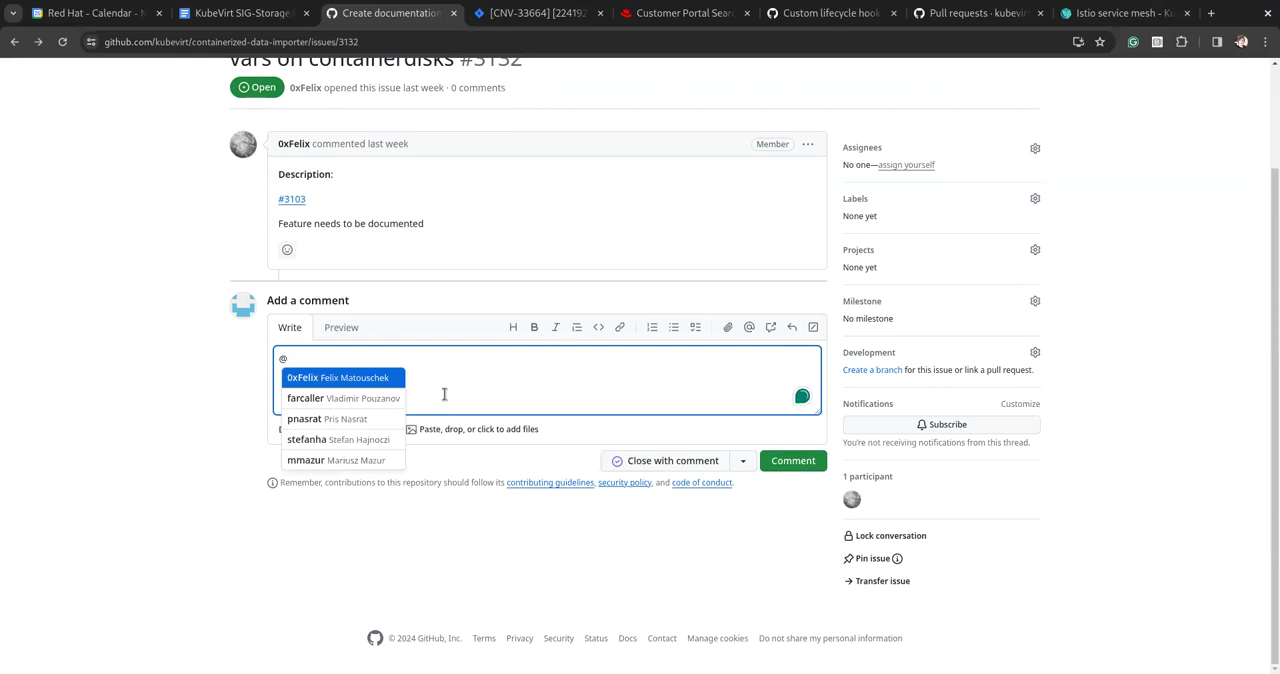 Red Hat - Calendar - M
KubeVirt SIG-Storage
Create documentation
[CNV-33664] [224192
Customer Portal Sear
Custom lifecycle hook
Pull requests · kubevir
Istio service mesh - Ku
github.com/kubevirt/containerized-data-importer/issues/3132
vars on containerdisks #3132
Open
0xFelix opened this issue last week · 0 comments
0xFelix commented last week
Member
Description:
#3103
Feature needs to be documented
Add a comment
Write
Preview
@
0xFelix Felix Matouschek
farcaller Vladimir Pouzanov
pnasrat Pris Nasrat
stefanha Stefan Hajnoczi
mmazur Mariusz Mazur
Paste, drop, or click to add files
Close with comment
Comment
Remember, contributions to this repository should follow its contributing guidelines, security policy, and code of conduct.
Assignees
No one—assign yourself
Labels
None yet
Projects
None yet
Milestone
No milestone
Development
Create a branch for this issue or link a pull request.
Notifications
Customize
Subscribe
You're not receiving notifications from this thread.
1 participant
Lock conversation
Pin issue
Transfer issue
© 2024 GitHub, Inc.
Terms
Privacy
Security
Status
Docs
Contact
Manage cookies
Do not share my personal information